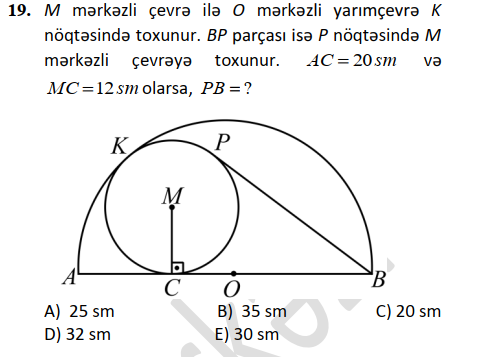 19. M mərkəzli çevrə ilə O mərkəzli yarımçevrə K
nöqtəsində toxunur. BP parçası isə P nöqtəsində M
mərkəzli çevrəyə toxunur. AC = 20 sm və
MC = 12 sm olarsa, PB = ?
K
P
M
A
C
O
B
A) 25 sm B) 35 sm C) 20 sm
D) 32 sm E) 30 sm